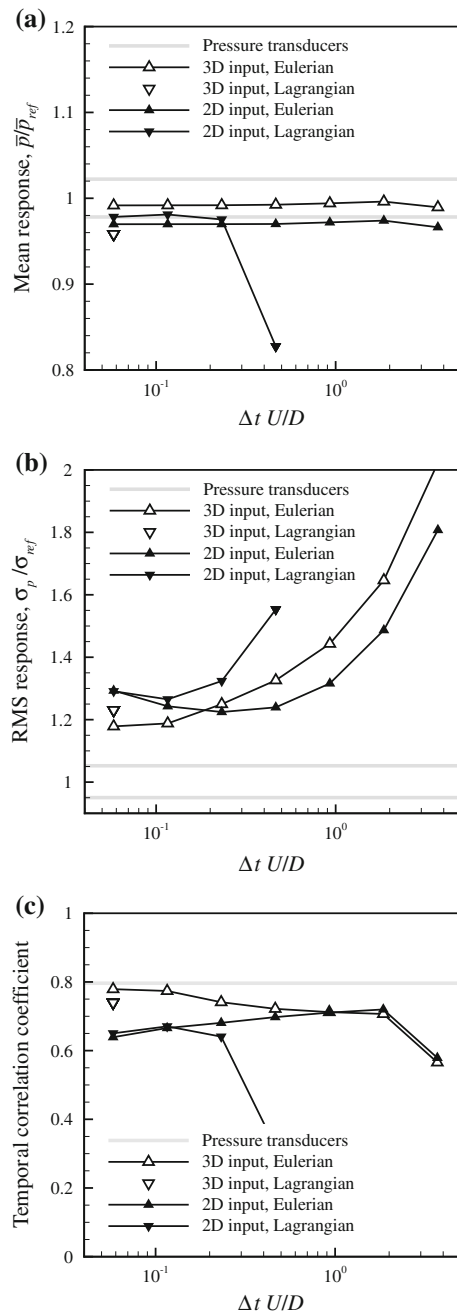 (a)
1.2
1.1
1
0.9
0.8
Mean response, p̅/p̅ref
Pressure transducers
3D input, Eulerian
3D input, Lagrangian
2D input, Eulerian
2D input, Lagrangian
10⁻¹
10⁰
Δt U/D
(b)
2
1.8
1.6
1.4
1.2
1
RMS response, σp/σref
Pressure transducers
3D input, Eulerian
3D input, Lagrangian
2D input, Eulerian
2D input, Lagrangian
10⁻¹
10⁰
Δt U/D
(c)
1
0.8
0.6
0.4
0.2
0
Temporal correlation coefficient
Pressure transducers
3D input, Eulerian
3D input, Lagrangian
2D input, Eulerian
2D input, Lagrangian
10⁻¹
10⁰
Δt U/D